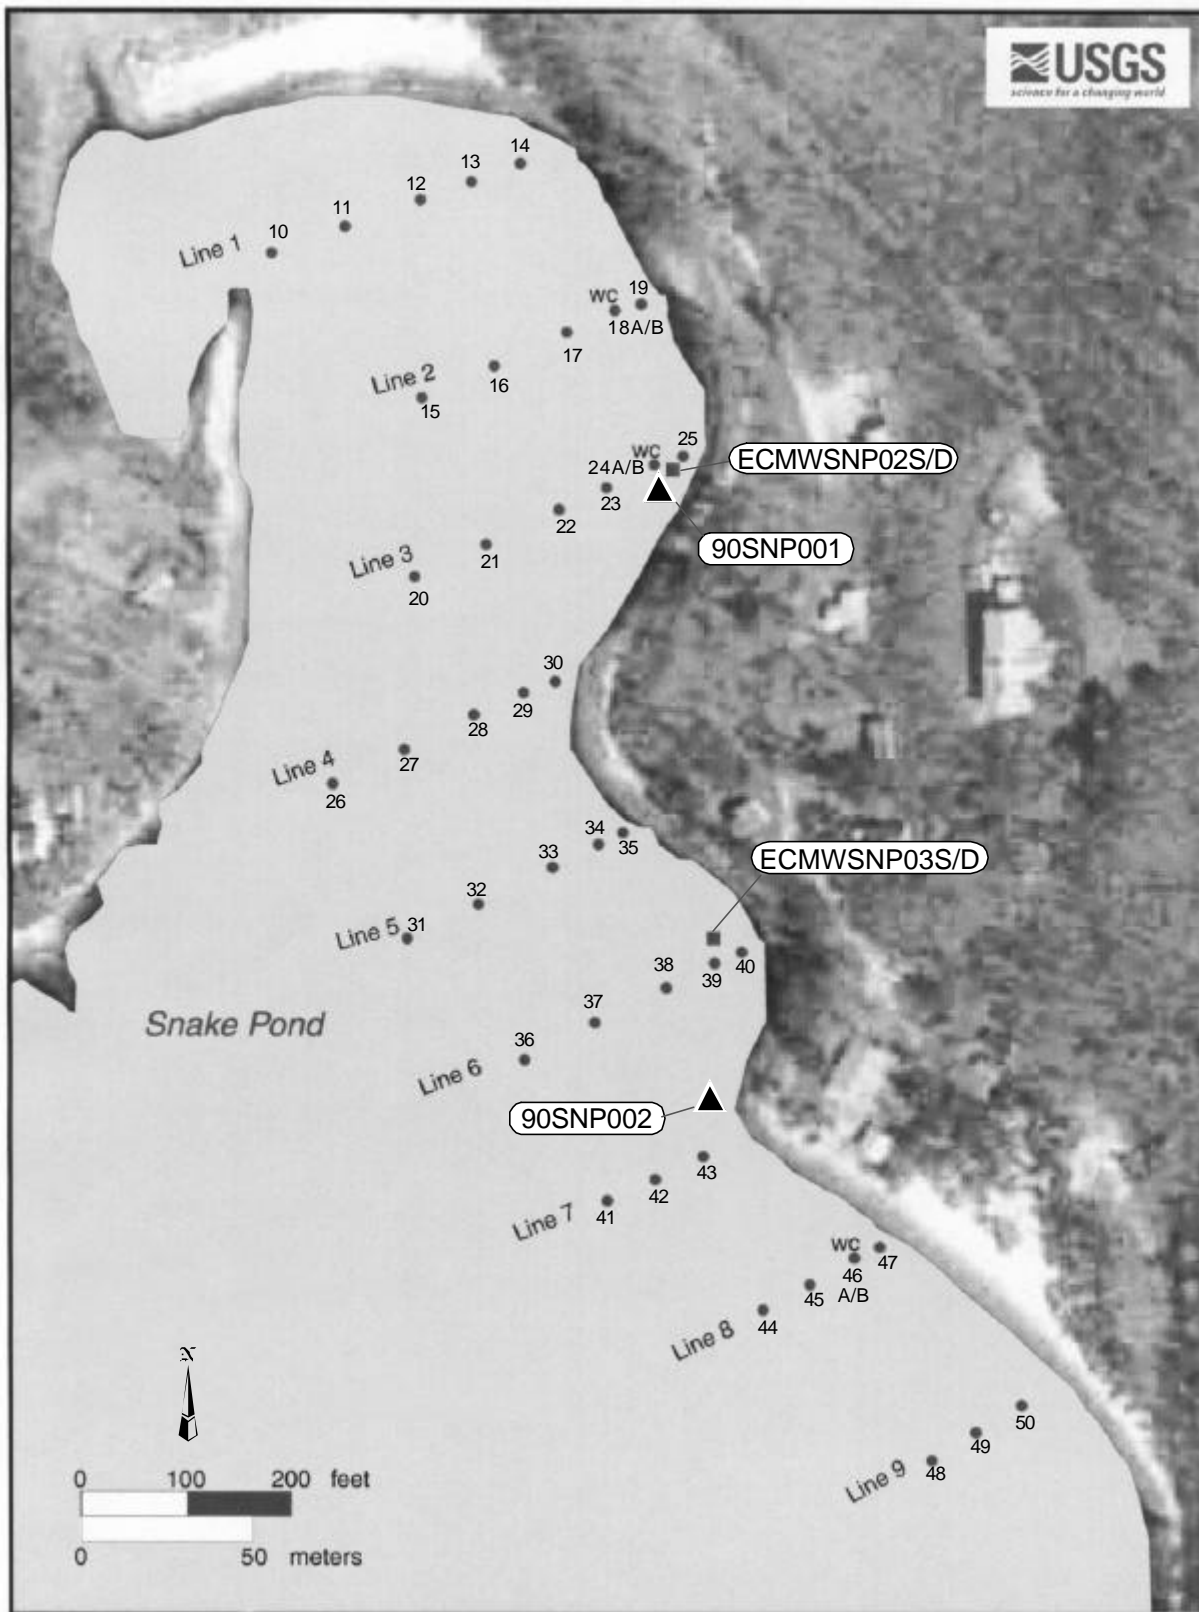 USGS
science for a changing world
14
13
12
11
10
Line 1
19
WC
18A/B
17
16
Line 2
15
25
WC
ECMWSNP02S/D
24A/B
23
22
90SNP001
21
Line 3
20
30
29
28
27
Line 4
26
34
35
33
ECMWSNP03S/D
32
31
Line 5
40
39
38
37
Snake Pond
36
Line 6
90SNP002
43
42
41
Line 7
WC
47
46
A/B
45
44
Line 8
N
50
49
48
Line 9
0 100 200 feet
0 50 meters